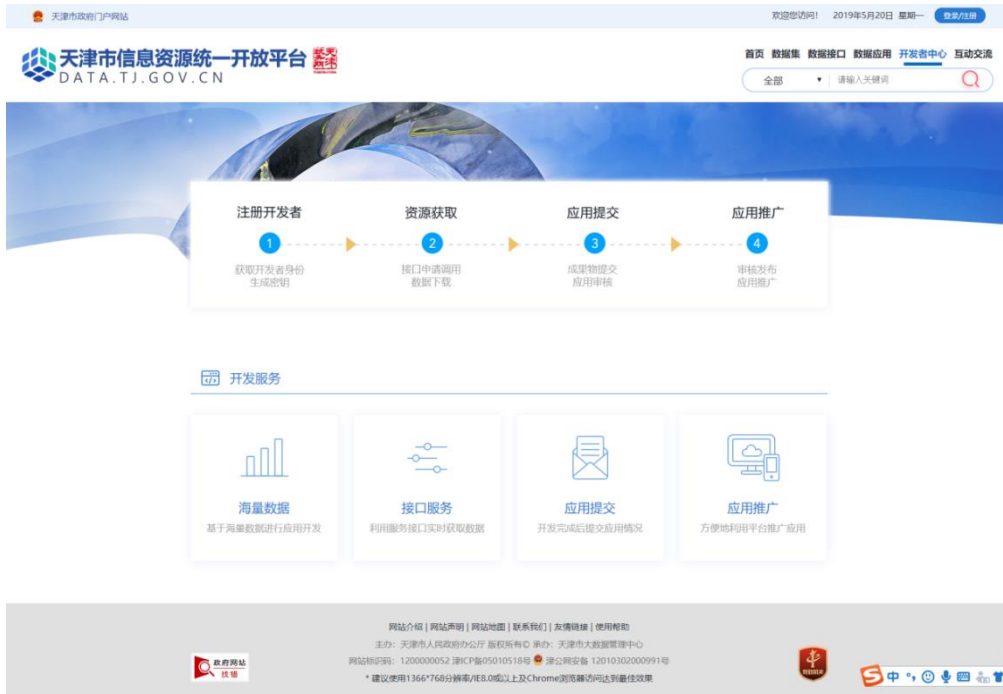 天津市政府门户网站
欢迎您访问! 2019年5月20日 星期一 登录/注册
天津市信息资源统一开放平台
DATA.TJ.GOV.CN
首页 数据集 数据接口 数据应用 开发者中心 互动交流
全部 请输入关键词
注册开发者 资源获取 应用提交 应用推广
1 2 3 4
获取开发者身份 接口申请调用 成果物提交 审核发布
生成密钥 数据下载 应用审核 应用推广
开发服务
海量数据 接口服务 应用提交 应用推广
基于海量数据进行应用开发 利用服务接口实时获取数据 开发完成后提交应用情况 方便地利用平台推广应用
网站介绍 | 网站声明 | 网站地图 | 联系我们 | 友情链接 | 使用帮助
主办：天津市人民政府办公厅 版权所有© 承办：天津市大数据管理中心
网站标识码：1200000052 津ICP备05010518号 津公网安备 12010302000991号
* 建议使用1366*768分辨率/IE8.0或以上及Chrome浏览器访问达到最佳效果
政府网站
找错
中